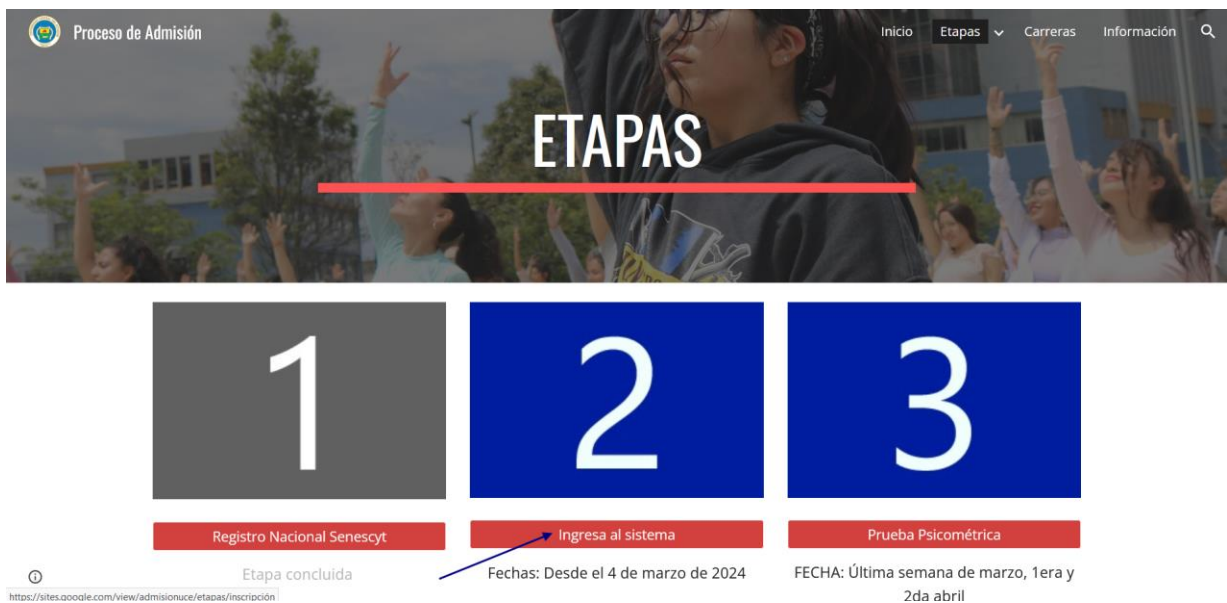 Proceso de Admisión
Inicio
Etapas
Carreras
Información
ETAPAS
1
2
3
Registro Nacional Senescyt
Ingresa al sistema
Prueba Psicométrica
Etapa concluida
Fechas: Desde el 4 de marzo de 2024
FECHA: Última semana de marzo, 1era y
2da abril
https://sites.google.com/view/admisionuce/etapas/inscripción